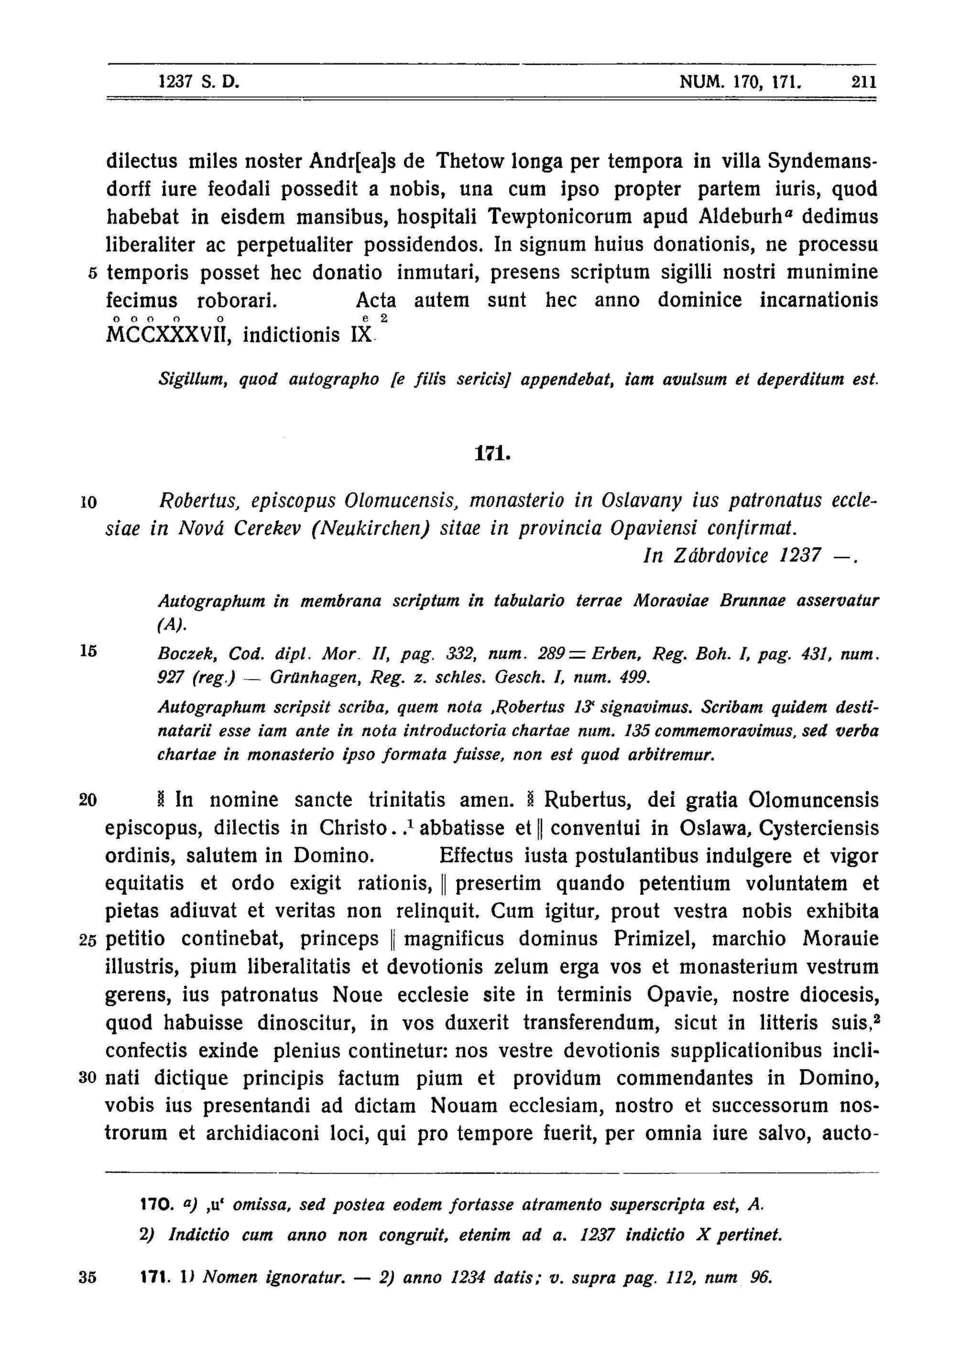 1237 S. D. NUM. 170, 171. 211
dilectus miles noster Andr[ea]s de Thetow longa per tempora in villa Syndemans-
dorff iure feodali possedit a nobis, una cum ipso propter partem iuris, quod
habebat in eisdem mansibus, hospitali Tewptonicorum apud Aldeburhᵃ dedimus
liberaliter ac perpetualiter possidendos. In signum huius donationis, ne processu
5 temporis posset hec donatio inmutari, presens scriptum sigilli nostri munimine
fecimus roborari. Acta autem sunt hec anno dominice incarnationis
o o o o o e 2
MCCXXXVII, indictionis IX.
Sigillum, quod autographo [e filis sericis] appendebat, iam avulsum et deperditum est.
171.
10 Robertus, episcopus Olomucensis, monasterio in Oslavany ius patronatus eccle-
siae in Nová Cerekev (Neukirchen) sitae in provincia Opaviensi confirmat.
In Zábrdovice 1237 —.
Autographum in membrana scriptum in tabulario terrae Moraviae Brunnae asservatur
(A).
15 Boczek, Cod. dipl. Mor. II, pag. 332, num. 289 = Erben, Reg. Boh. I, pag. 431, num.
927 (reg.) — Grünhagen, Reg. z. schles. Gesch. I, num. 499.
Autographum scripsit scriba, quem nota ‚Robertus 13‘ signavimus. Scribam quidem desti-
natarii esse iam ante in nota introductoria chartae num. 135 commemoravimus, sed verba
chartae in monasterio ipso formata fuisse, non est quod arbitremur.
20 ⁞ In nomine sancte trinitatis amen. ⁞ Rubertus, dei gratia Olomuncensis
episcopus, dilectis in Christo . .¹ abbatisse et || conventui in Oslawa, Cysterciensis
ordinis, salutem in Domino. Effectus iusta postulantibus indulgere et vigor
equitatis et ordo exigit rationis, || presertim quando petentium voluntatem et
pietas adiuvat et veritas non relinquit. Cum igitur, prout vestra nobis exhibita
25 petitio continebat, princeps || magnificus dominus Primizel, marchio Morauie
illustris, pium liberalitatis et devotionis zelum erga vos et monasterium vestrum
gerens, ius patronatus Noue ecclesie site in terminis Opavie, nostre diocesis,
quod habuisse dinoscitur, in vos duxerit transferendum, sicut in litteris suis,²
confectis exinde plenius continetur: nos vestre devotionis supplicationibus incli-
30 nati dictique principis factum pium et providum commendantes in Domino,
vobis ius presentandi ad dictam Nouam ecclesiam, nostro et successorum nos-
trorum et archidiaconi loci, qui pro tempore fuerit, per omnia iure salvo, aucto-
170. a) ‚u‘ omissa, sed postea eodem fortasse atramento superscripta est, A.
2) Indictio cum anno non congruit, etenim ad a. 1237 indictio X pertinet.
35 171. 1) Nomen ignoratur. — 2) anno 1234 datis; v. supra pag. 112, num 96.